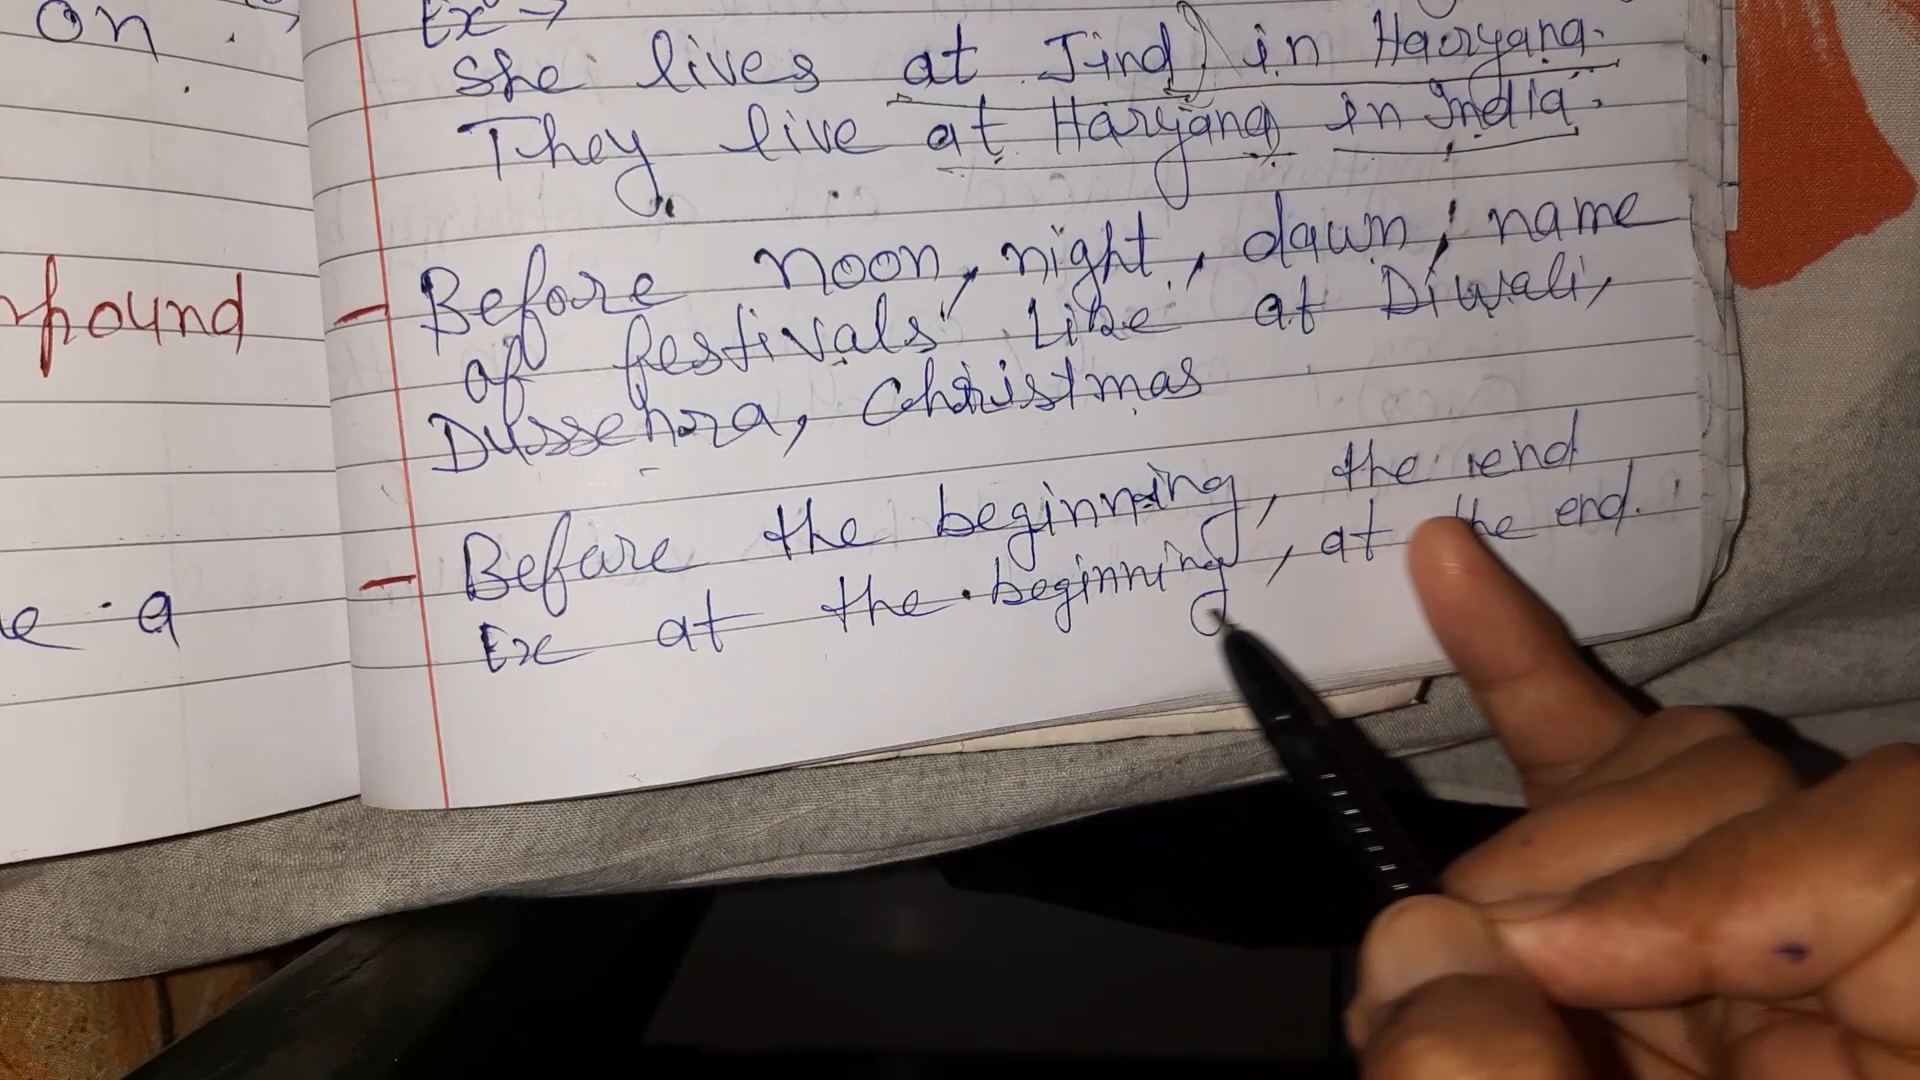 on
Ex →
She lives at Jind in Haryana.
They live at Haryana in India.
Before noon, night, dawn, name
of festivals like at Diwali,
Dussehra, Christmas
Before the beginning, the end
Ex at the beginning, at the end.
pound
e a